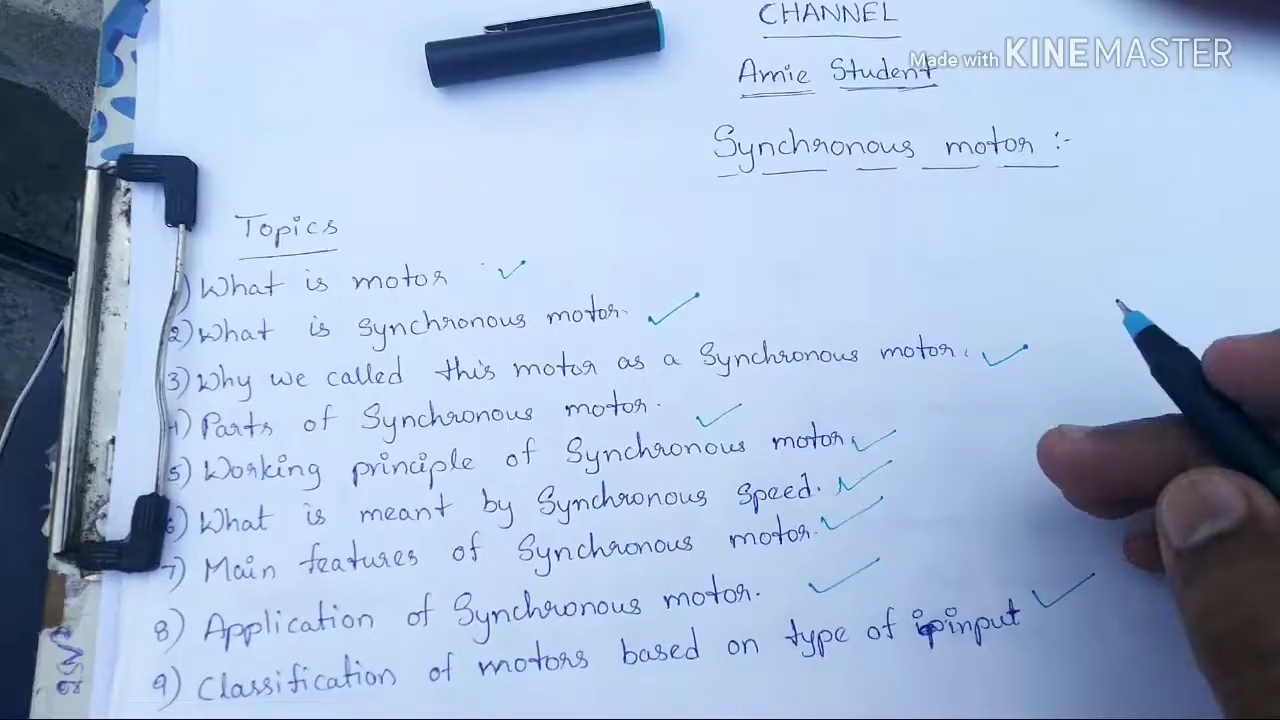 CHANNEL
Made with KINEMASTER
Amie Student
Synchronous motor :-
Topics
1) What is motor
2) What is Synchronous motor.
3) Why we called this motor as a Synchronous motor.
4) Parts of Synchronous motor.
5) Working principle of Synchronous motor
6) What is meant by Synchronous speed.
7) Main features of Synchronous motor.
8) Application of Synchronous motor.
9) Classification of motors based on type of input